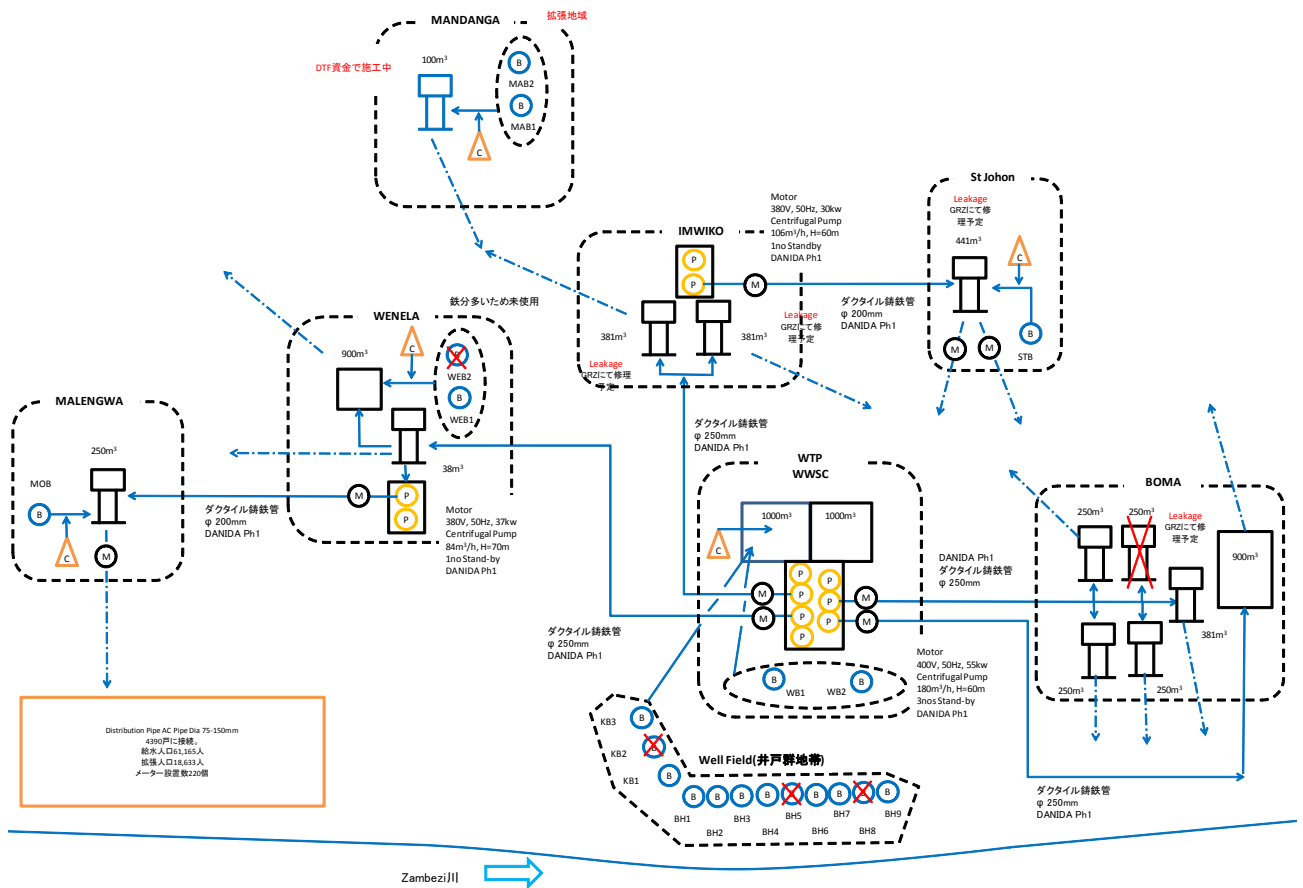 MANDANGA
拡張地域
DTF資金で施工中
100m³
B
MAB2
B
MAB1
C
St Johon
Leakage
GRZにて修
理予定
441m³
C
B
STB
M
M
Motor
380V, 50Hz, 30kw
Centrifugal Pump
106m³/h, H=60m
1no Standby
DANIDA Ph1
IMWIKO
P
P
M
ダクタイル鋳鉄管
φ 200mm
DANIDA Ph1
381m³
381m³
Leakage
GRZにて修
理予定
Leakage
GRZにて修理
予定
鉄分多いため未使用
WENELA
900m³
C
WEB2
B
WEB1
38m³
P
P
M
Motor
380V, 50Hz, 37kw
Centrifugal Pump
84m³/h, H=70m
1no Stand-by
DANIDA Ph1
MALENGWA
250m³
MOB
B
C
M
ダクタイル鋳鉄管
φ 200mm
DANIDA Ph1
ダクタイル鋳鉄管
φ 250mm
DANIDA Ph1
WTP
WWSC
1000m³
1000m³
C
P
P
P
P
P
P
P
M
M
M
M
ダクタイル鋳鉄管
φ 250mm
DANIDA Ph1
B
WB1
WB2
B
Motor
400V, 50Hz, 55kw
Centrifugal Pump
180m³/h, H=60m
3nos Stand-by
DANIDA Ph1
DANIDA Ph1
ダクタイル鋳鉄管
φ 250mm
BOMA
250m³
250m³
Leakage
GRZにて修
理予定
900m³
381m³
250m³
250m³
ダクタイル鋳鉄管
φ 250mm
DANIDA Ph1
Distribution Pipe AC Pipe Dia 75-150mm
4390戸に接続。
給水人口61,165人
拡張人口18,633人
メーター設置数220個
Well Field(井戸群地帯)
KB3
B
KB2
KB1
B
B
B
B
B
B
B
B
BH1
BH2
BH3
BH4
BH5
BH6
BH7
BH8
BH9
Zambezi川